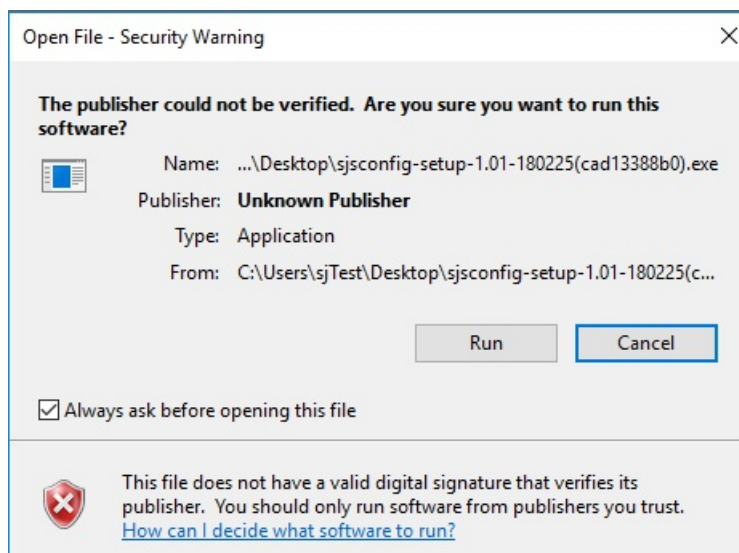 Open File - Security Warning
The publisher could not be verified.  Are you sure you want to run this
software?
Name: ...\Desktop\sjsconfig-setup-1.01-180225(cad13388b0).exe
Publisher: Unknown Publisher
Type: Application
From: C:\Users\sjTest\Desktop\sjsconfig-setup-1.01-180225(c...
Run Cancel
Always ask before opening this file
This file does not have a valid digital signature that verifies its
publisher.  You should only run software from publishers you trust.
How can I decide what software to run?